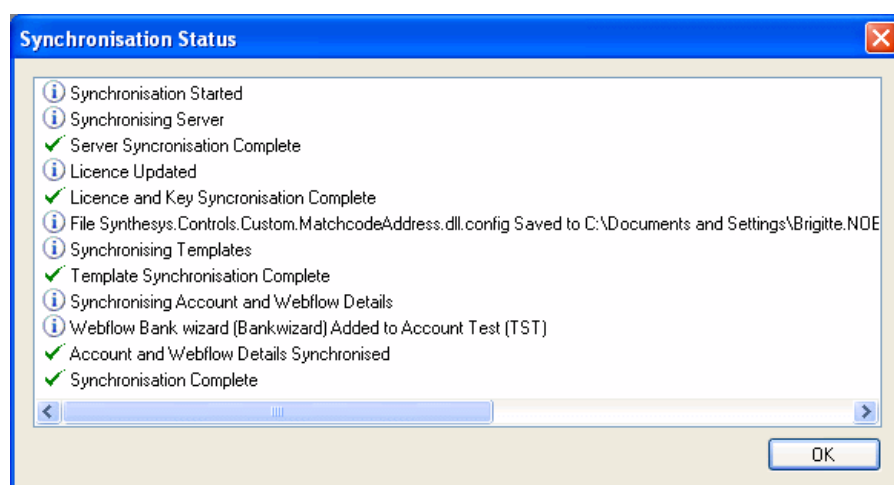 Synchronisation Status
Synchronisation Started
Synchronising Server
Server Syncronisation Complete
Licence Updated
Licence and Key Syncronisation Complete
File Synthesys.Controls.Custom.MatchcodeAddress.dll.config Saved to C:\Documents and Settings\Brigitte.NOE
Synchronising Templates
Template Synchronisation Complete
Synchronising Account and Webflow Details
Webflow Bank wizard (Bankwizard) Added to Account Test (TST)
Account and Webflow Details Synchronised
Synchronisation Complete
OK